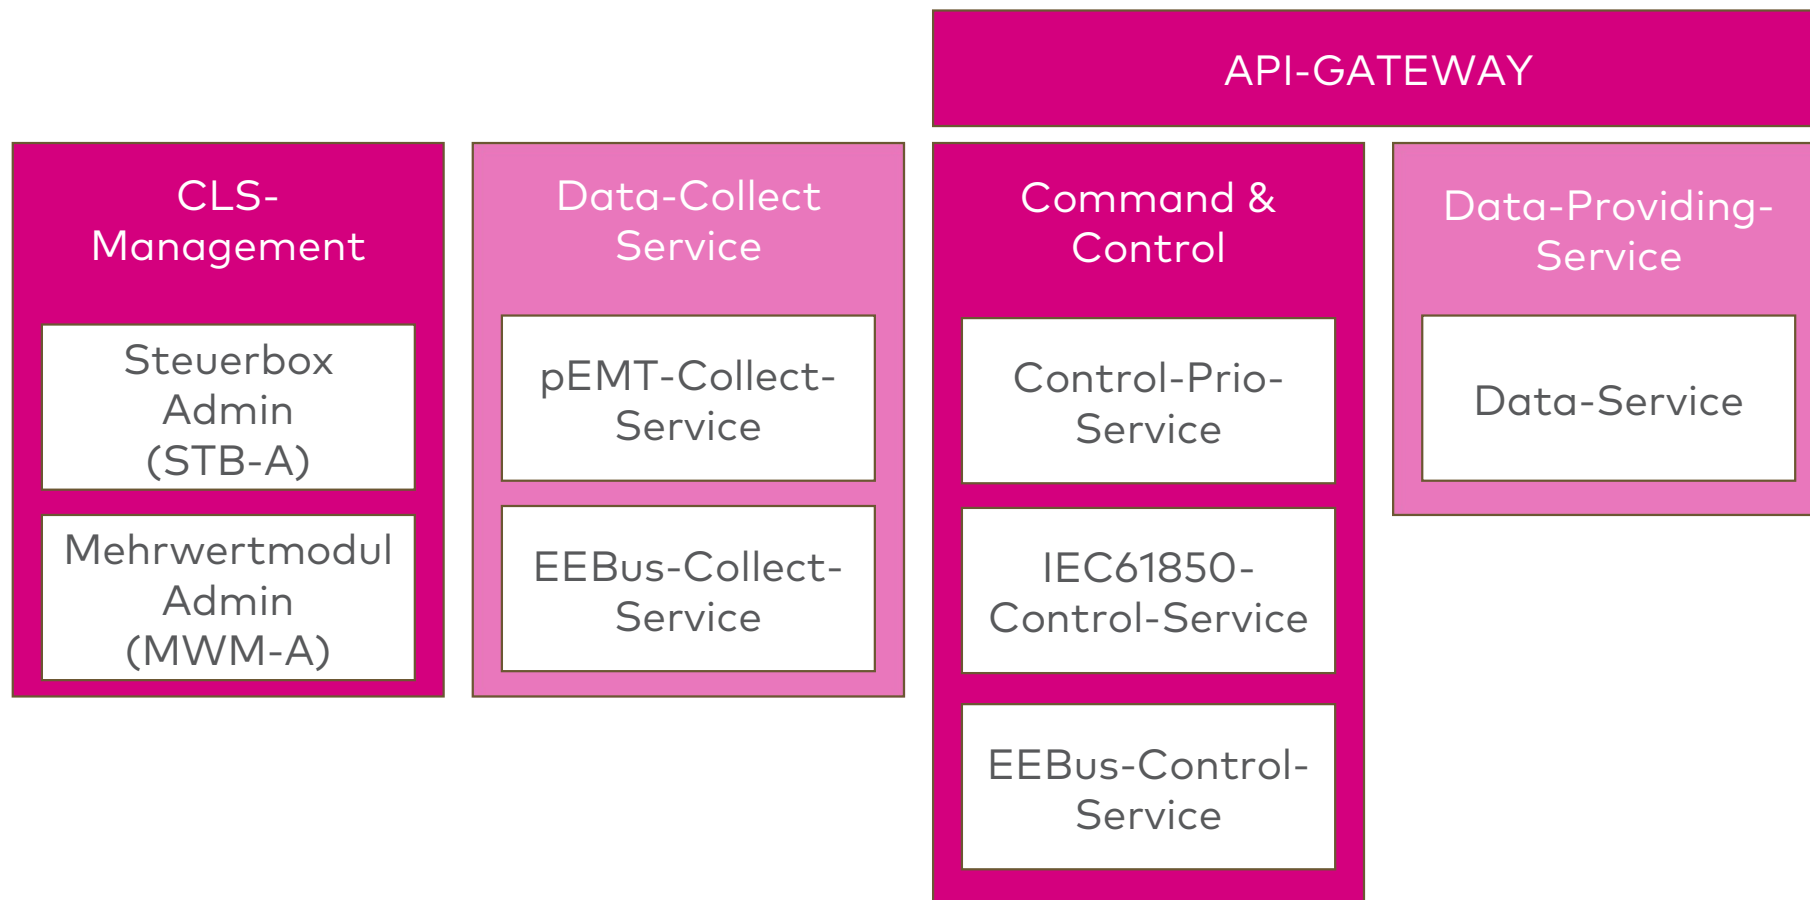 API-GATEWAY
CLS-
Management
Steuerbox
Admin
(STB-A)
Mehrwertmodul
Admin
(MWM-A)
Data-Collect
Service
pEMT-Collect-
Service
EEBus-Collect-
Service
Command &
Control
Control-Prio-
Service
IEC61850-
Control-Service
EEBus-Control-
Service
Data-Providing-
Service
Data-Service